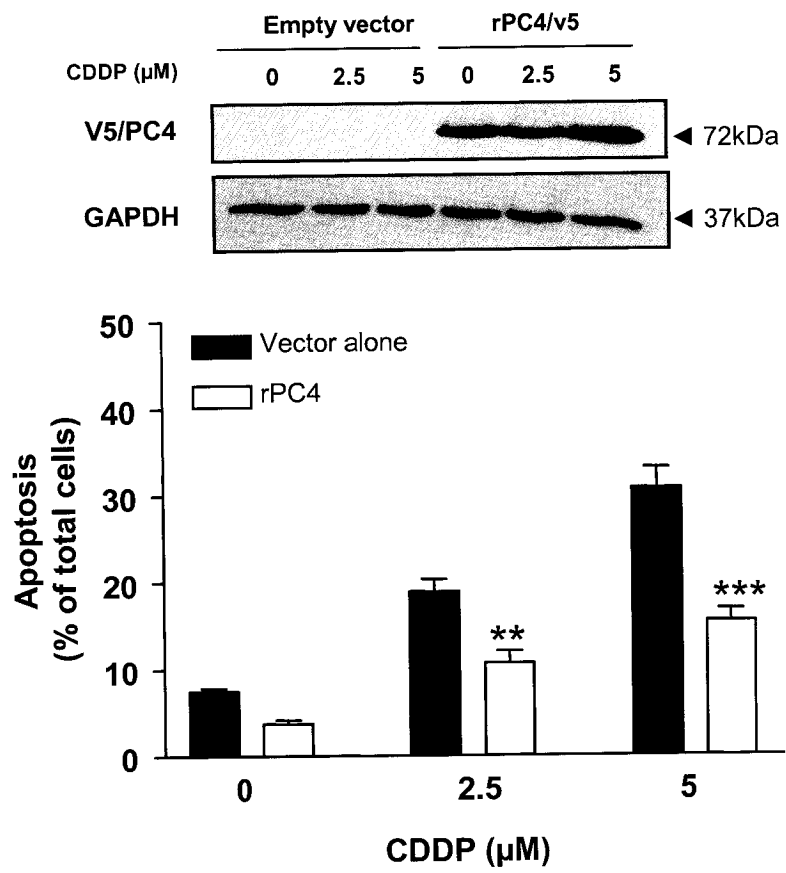 Empty vector rPC4/v5
CDDP (µM) 0 2.5 5 0 2.5 5
V5/PC4 ◄ 72kDa
GAPDH ◄ 37kDa
50
Vector alone
40
rPC4
30
20
10
0
Apoptosis
(% of total cells)
**
***
0 2.5 5
CDDP (µM)